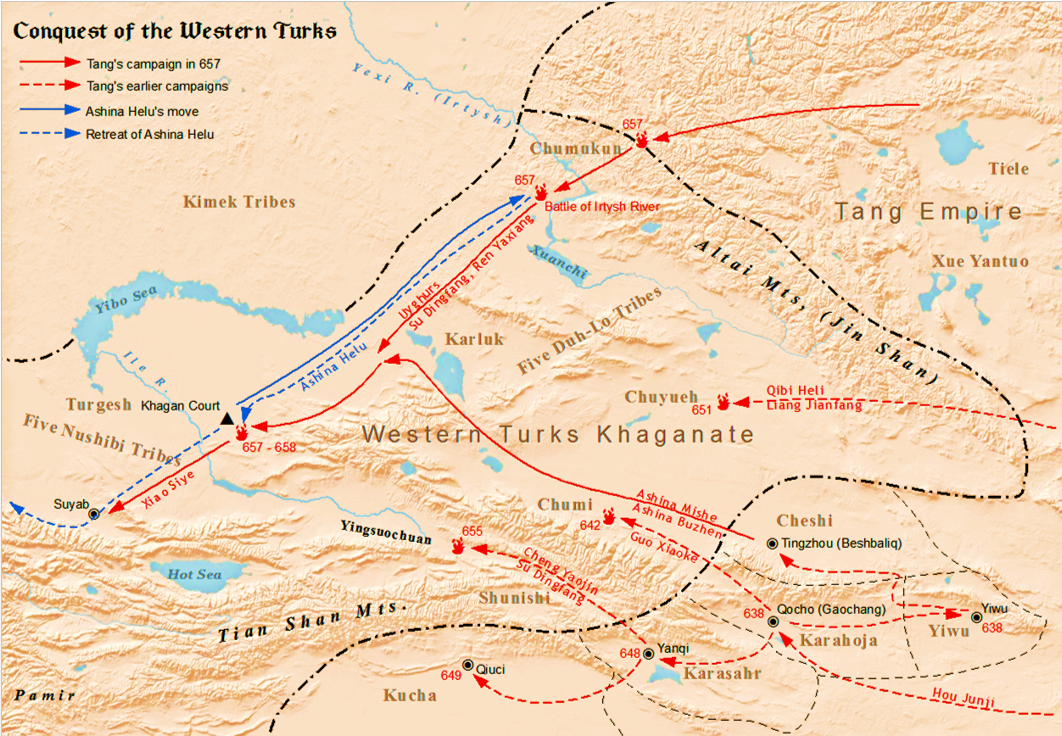 Conquest of the Western Turks
Tang's campaign in 657
Tang's earlier campaigns
Ashina Helu's move
Retreat of Ashina Helu
Yexi R. (Irtysh)
657
Chumukun
Tiele
657
Kimek Tribes
Battle of Irtysh River
Tang Empire
Altai Mts, (Jin Shan)
Xuanchi
Xue Yantuo
Yibo Sea
Uyghurs
Su Dingfang, Ren Yaxiang
Five Duh-Lo Tribes
Karluk
Ashina Helu
Ile R.
Turgesh
Khagan Court
Chuyueh
651
Qibi Heli
Liang Jianfang
Five Nushibi Tribes
657 - 658
Western Turks Khaganate
Xiao Siye
Suyab
Chumi
642
Ashina Mishe
Ashina Buzhen
Guo Xiaoke
Cheshi
Yingsuochuan
655
Tingzhou (Beshbaliq)
Hot Sea
Cheng Yaojin
Su Dingfang
Shunishi
Tian Shan Mts.
638
Qocho (Gaochang)
Yiwu
Yiwu
638
Karahoja
648
Yanqi
Karasahr
649
Qiuci
Kucha
Pamir
Hou Junji